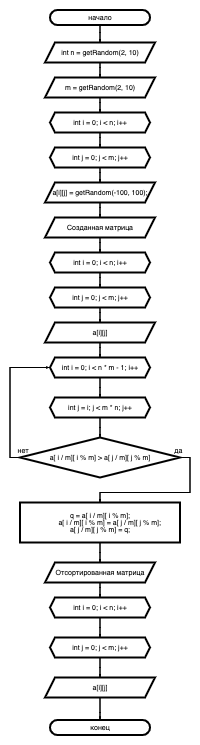 начало
int n = getRandom(2, 10)
m = getRandom(2, 10)
int i = 0; i < n; i++
int j = 0; j < m; j++
a[i][j] = getRandom(-100, 100);
Созданная матрица
int i = 0; i < n; i++
int j = 0; j < m; j++
a[i][j]
int i = 0; i < n * m - 1; i++
int j = i; j < m * n; j++
нет
да
a[ i / m][ i % m] > a[ j / m][ j % m]
q = a[ i / m][ i % m];
a[ i / m][ i % m] = a[ j / m][ j % m];
a[ j / m][ j % m] = q;
Отсортированная матрица
int i = 0; i < n; i++
int j = 0; j < m; j++
a[i][j]
конец